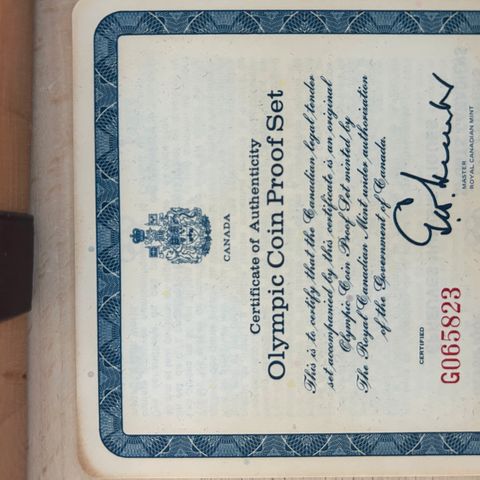 CANADA
Certificate of Authenticity
Olympic Coin Proof Set
This is to certify that the Canadian legal tender
set accompanied by this certificate is an original
Olympic Coin Proof Set minted by
The Royal Canadian Mint under authorization
of the Government of Canada.
CERTIFIED
G065823
MASTER
ROYAL CANADIAN MINT